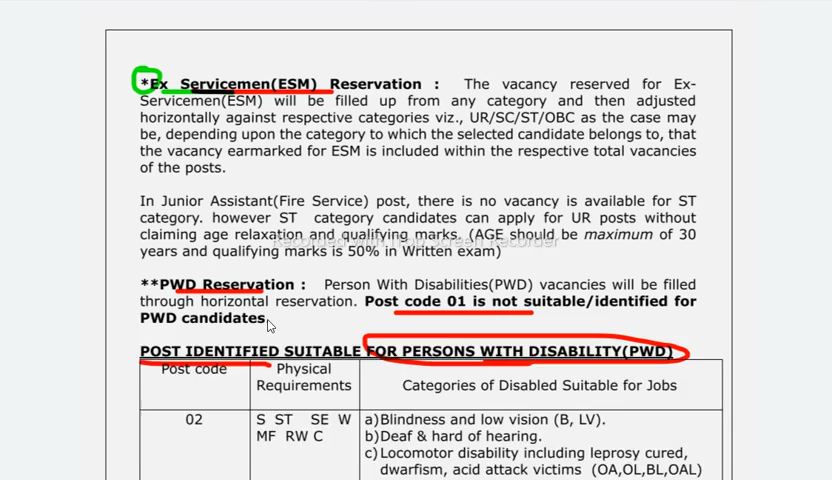 *Ex Servicemen(ESM) Reservation : The vacancy reserved for Ex-
Servicemen(ESM) will be filled up from any category and then adjusted
horizontally against respective categories viz., UR/SC/ST/OBC as the case may
be, depending upon the category to which the selected candidate belongs to, that
the vacancy earmarked for ESM is included within the respective total vacancies
of the posts.
In Junior Assistant(Fire Service) post, there is no vacancy is available for ST
category. however ST category candidates can apply for UR posts without
claiming age relaxation and qualifying marks. (AGE should be maximum of 30
Recorded with iTop Screen Recorder
years and qualifying marks is 50% in Written exam)
**PWD Reservation : Person With Disabilities(PWD) vacancies will be filled
through horizontal reservation. Post code 01 is not suitable/identified for
PWD candidates.
POST IDENTIFIED SUITABLE FOR PERSONS WITH DISABILITY(PWD)
Post code Physical Requirements Categories of Disabled Suitable for Jobs
02 S ST SE W a)Blindness and low vision (B, LV).
MF RW C b)Deaf & hard of hearing.
c)Locomotor disability including leprosy cured,
dwarfism, acid attack victims (OA,OL,BL,OAL)